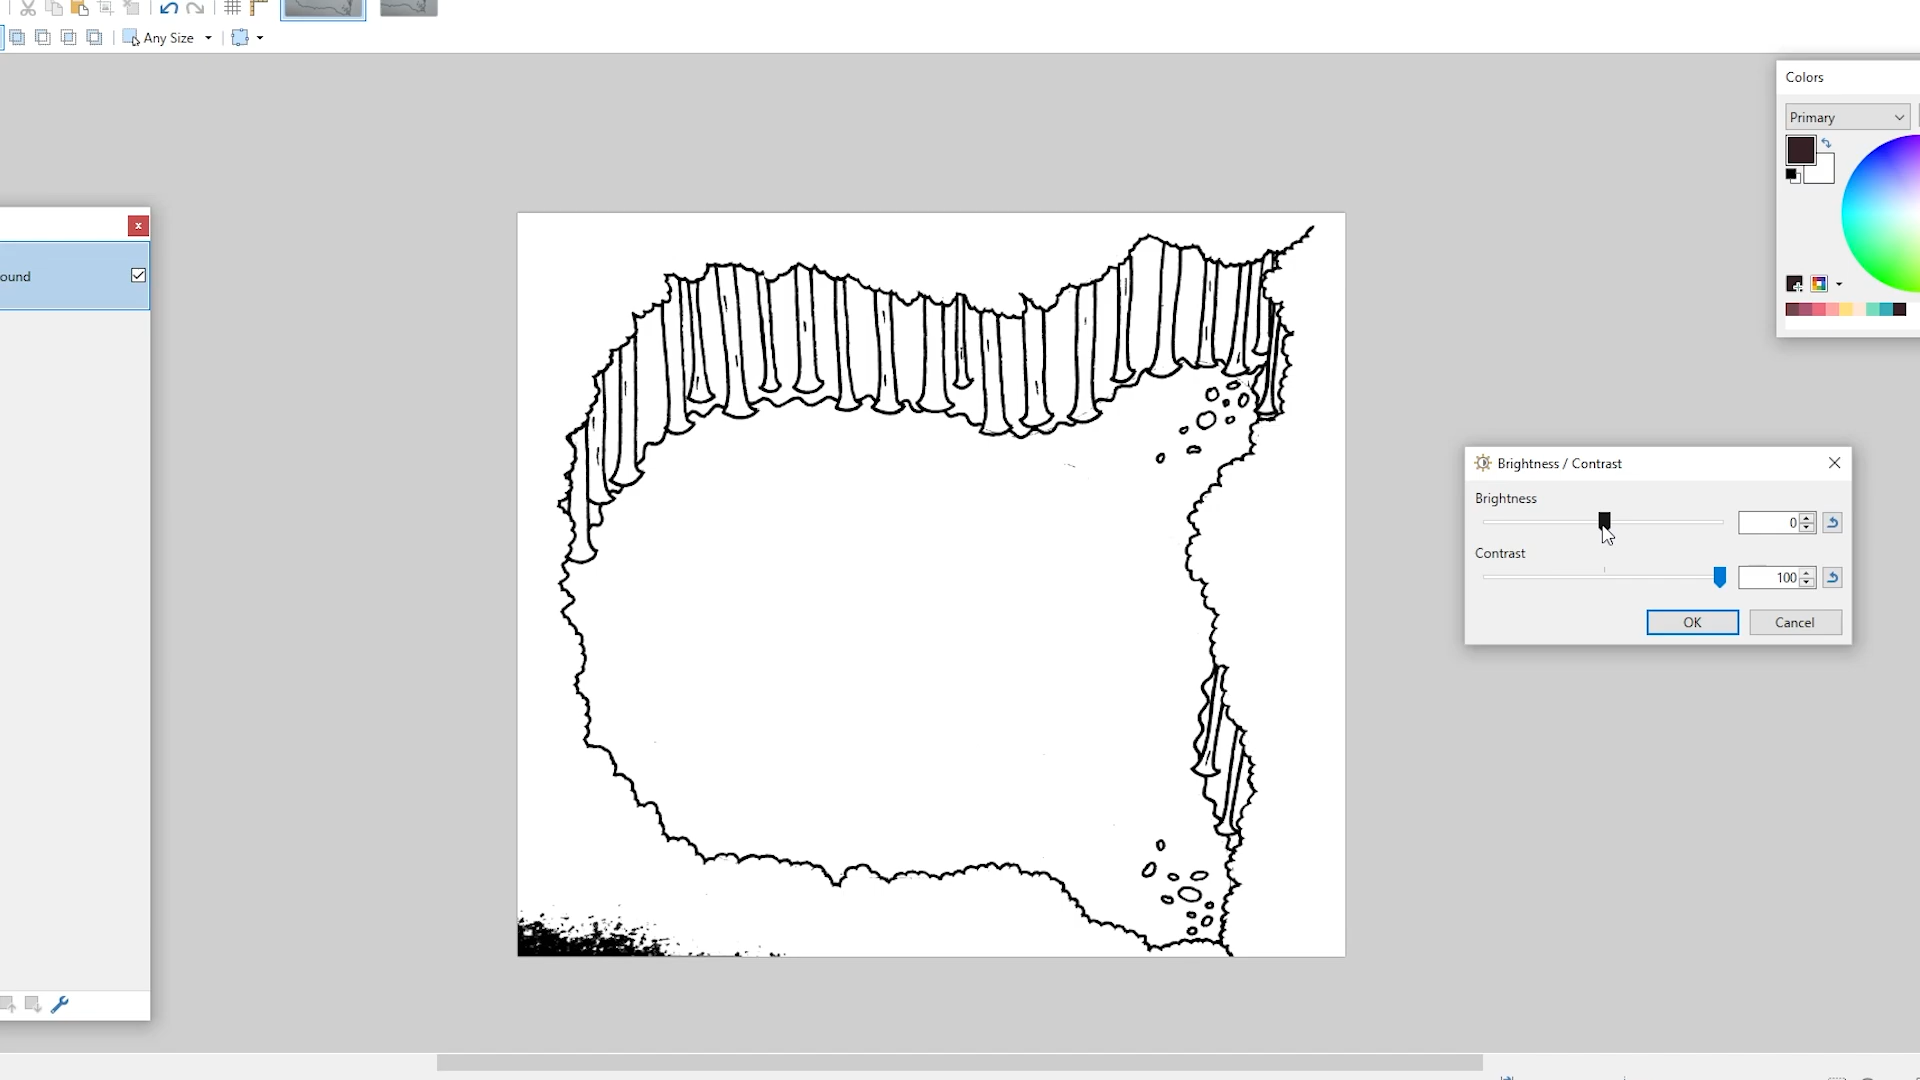 Any Size
Colors
Primary
ound
Brightness / Contrast
Brightness
0
Contrast
100
OK
Cancel